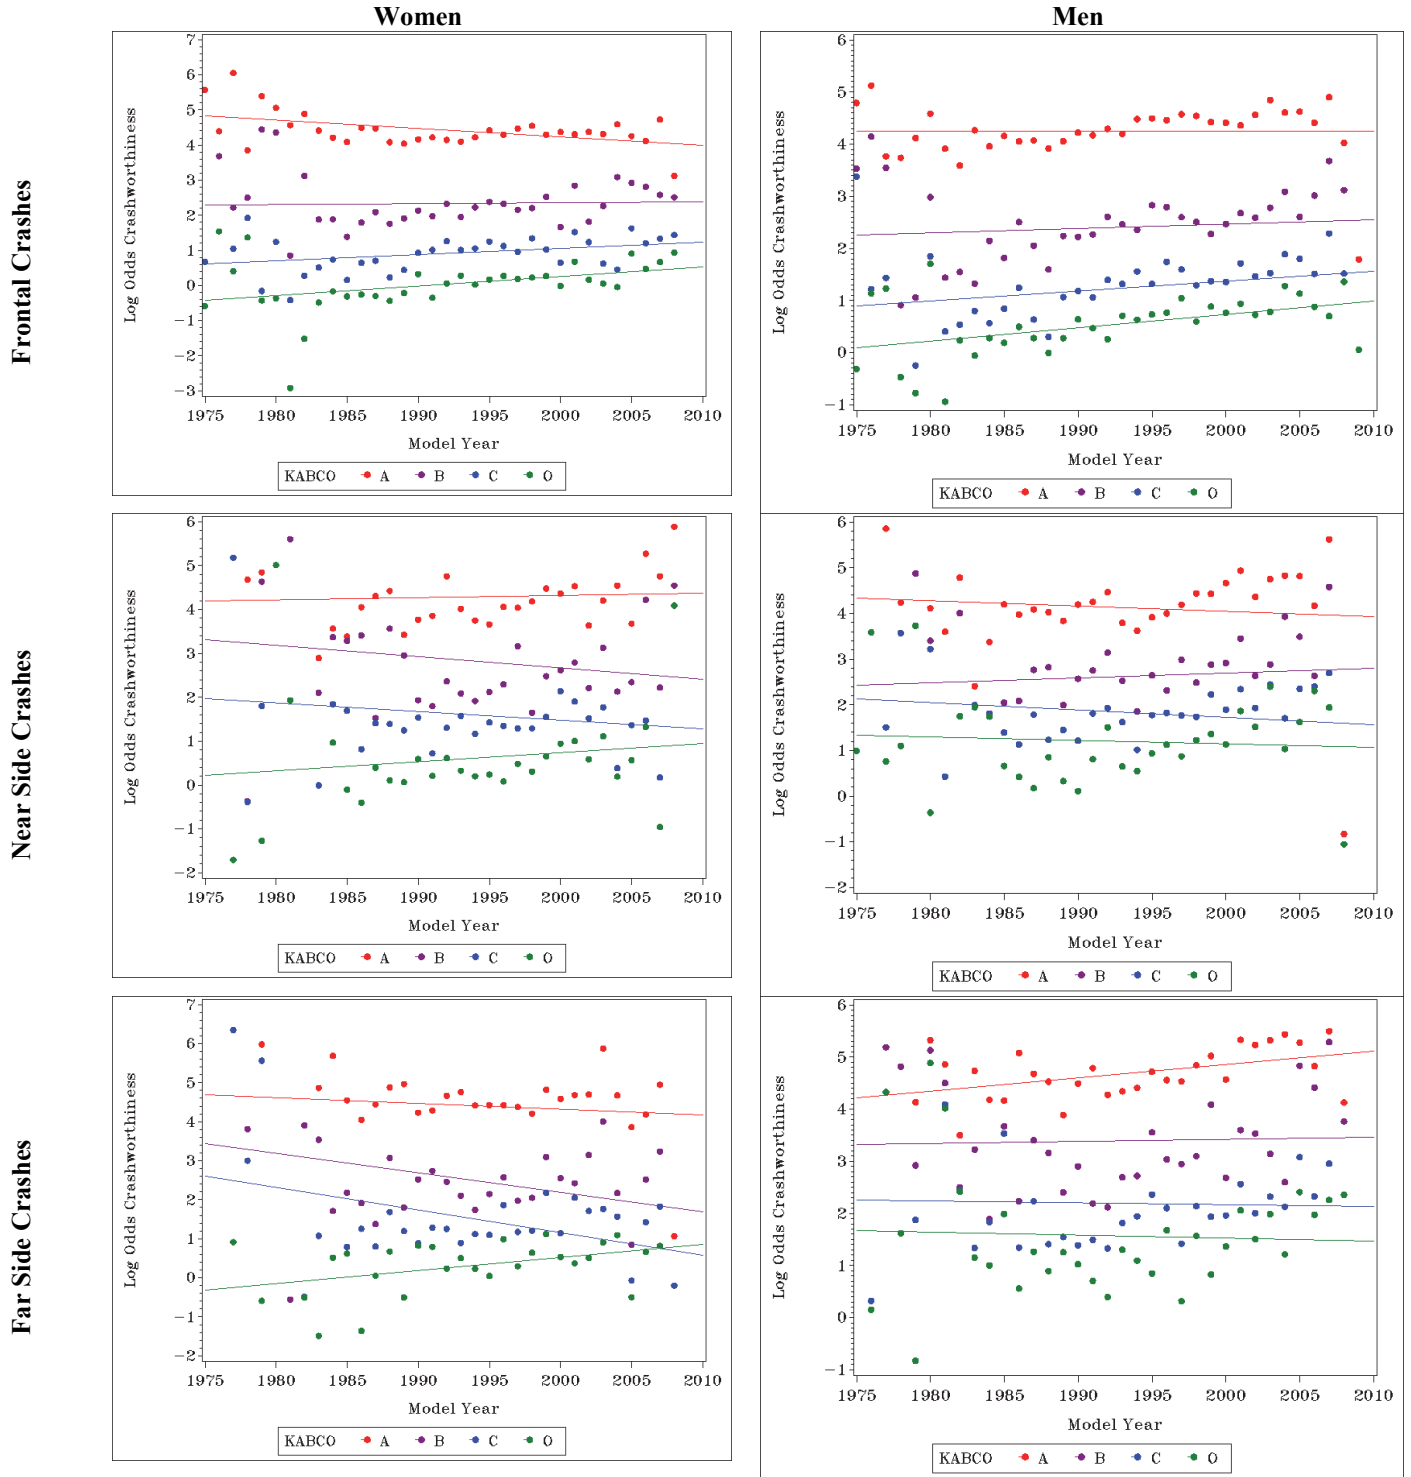 Women Men
Frontal Crashes
Log Odds Crashworthiness
7
6
5
4
3
2
1
0
−1
−2
−3
1975 1980 1985 1990 1995 2000 2005 2010
Model Year
KABCO A B C O
Log Odds Crashworthiness
6
5
4
3
2
1
0
−1
1975 1980 1985 1990 1995 2000 2005 2010
Model Year
KABCO A B C O
Near Side Crashes
Log Odds Crashworthiness
6
5
4
3
2
1
0
−1
−2
1975 1980 1985 1990 1995 2000 2005 2010
Model Year
KABCO A B C O
Log Odds Crashworthiness
6
5
4
3
2
1
0
−1
−2
1975 1980 1985 1990 1995 2000 2005 2010
Model Year
KABCO A B C O
Far Side Crashes
Log Odds Crashworthiness
7
6
5
4
3
2
1
0
−1
−2
1975 1980 1985 1990 1995 2000 2005 2010
Model Year
KABCO A B C O
Log Odds Crashworthiness
6
5
4
3
2
1
0
−1
1975 1980 1985 1990 1995 2000 2005 2010
Model Year
KABCO A B C O